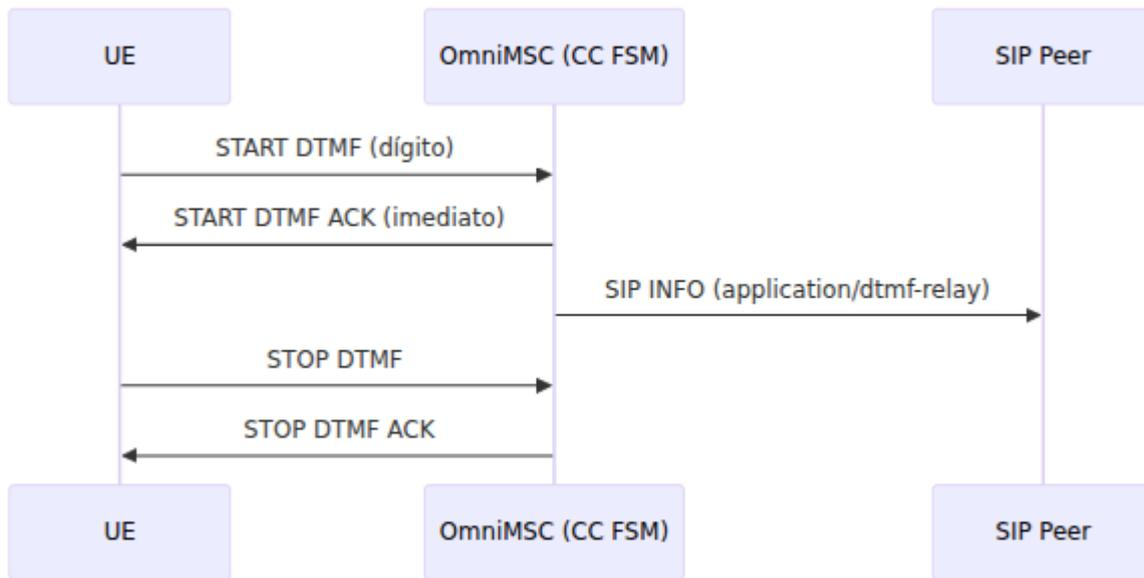 UE
OmniMSC (CC FSM)
SIP Peer
START DTMF (dígito)
START DTMF ACK (imediato)
SIP INFO (application/dtmf-relay)
STOP DTMF
STOP DTMF ACK
UE
OmniMSC (CC FSM)
SIP Peer